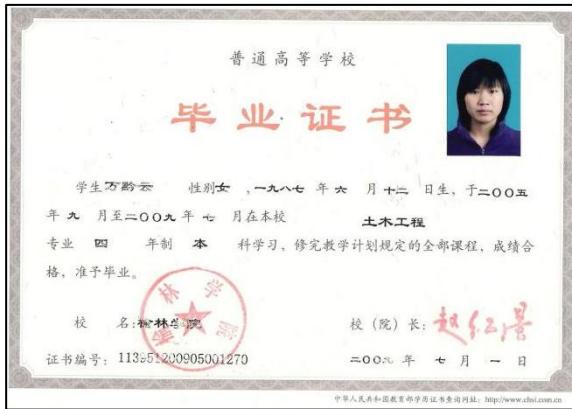 普通高等学校
毕业证书
学生万黔云 性别女 ,一九八七 年 六 月 十二 日生、于二〇〇五
年 九 月至二〇〇九 年 七 月在本校 土木工程
专业 四 年制 本 科学习，修完教学计划规定的全部课程，成绩合
格，准予毕业。
校 名:榆林学院 校（院）长:
证书编号: 113951200905001270 二〇〇九 年 七 月 一 日
中华人民共和国教育部学历证书查询网址: http://www.chsi.com.cn